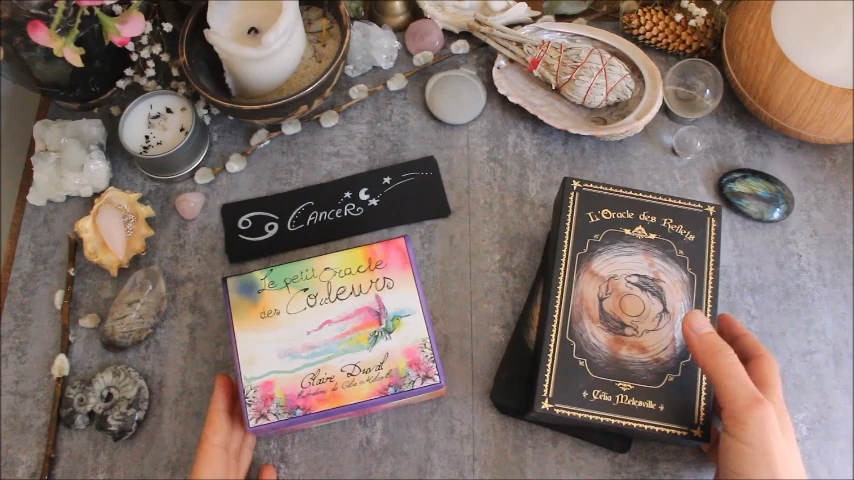 Cancer
Le petit Oracle
des Couleurs
Claire Duval
L'Oracle des Reflets
Célia Melesville